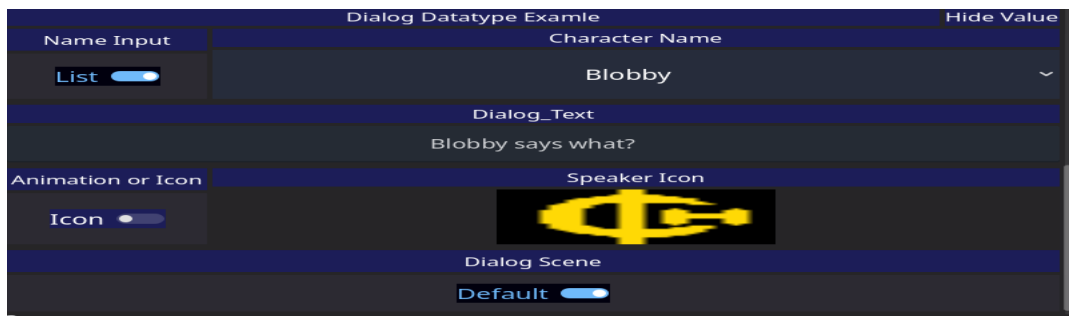 Dialog Datatype Examle Hide Value
Name Input Character Name
List Blobby
Dialog_Text
Blobby says what?
Animation or Icon Speaker Icon
Icon
Dialog Scene
Default